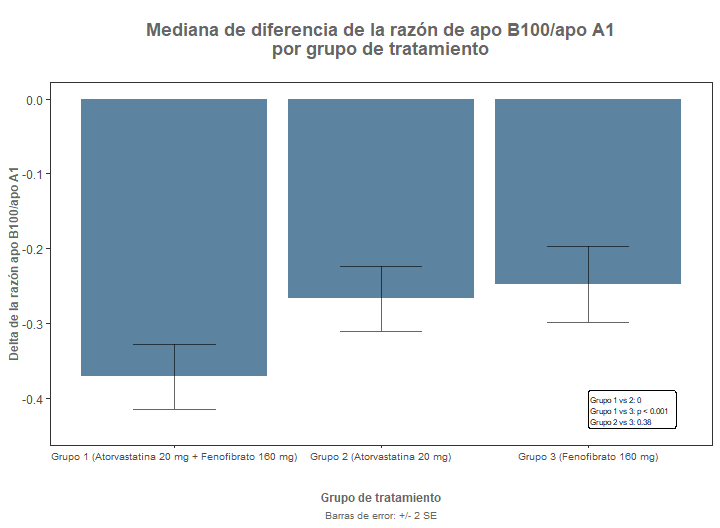 Mediana de diferencia de la razón de apo B100/apo A1
por grupo de tratamiento
Delta de la razón apo B100/apo A1
0.0
-0.1
-0.2
-0.3
-0.4
Grupo 1 vs 2: 0
Grupo 1 vs 3: p < 0.001
Grupo 2 vs 3: 0.38
Grupo 1 (Atorvastatina 20 mg + Fenofibrato 160 mg)
Grupo 2 (Atorvastatina 20 mg)
Grupo 3 (Fenofibrato 160 mg)
Grupo de tratamiento
Barras de error: +/- 2 SE